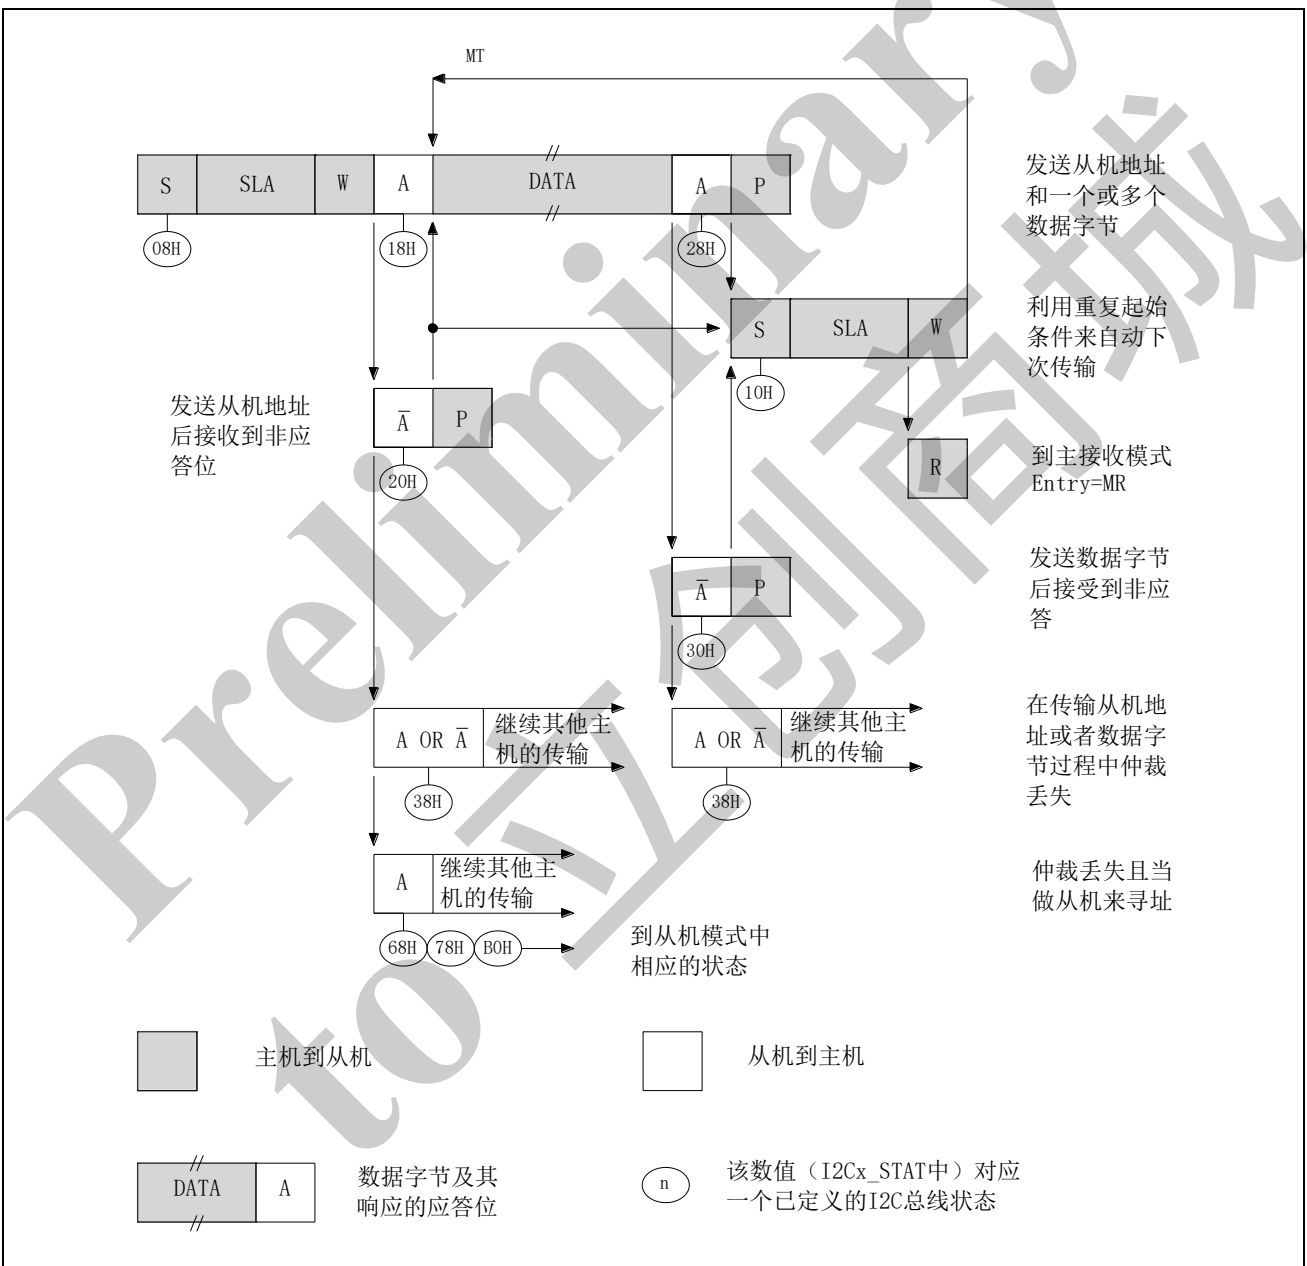 MT
S SLA W A DATA A P
08H 18H 28H
发送从机地址
和一个或多个
数据字节
S SLA W
10H
利用重复起始
条件来自动下
次传输
发送从机地址
后接收到非应
答位
A̅ P
20H
R
到主接收模式
Entry=MR
A̅ P
30H
发送数据字节
后接受到非应
答
A OR A̅ 继续其他主
机的传输
38H
A OR A̅ 继续其他主
机的传输
38H
在传输从机地
址或者数据字
节过程中仲裁
丢失
A 继续其他主
机的传输
68H 78H B0H
到从机模式中
相应的状态
仲裁丢失且当
做从机来寻址
主机到从机
从机到主机
DATA A
数据字节及其
响应的应答位
n
该数值（I2Cx_STAT中）对应
一个已定义的I2C总线状态
Preliminary
to 立创商城